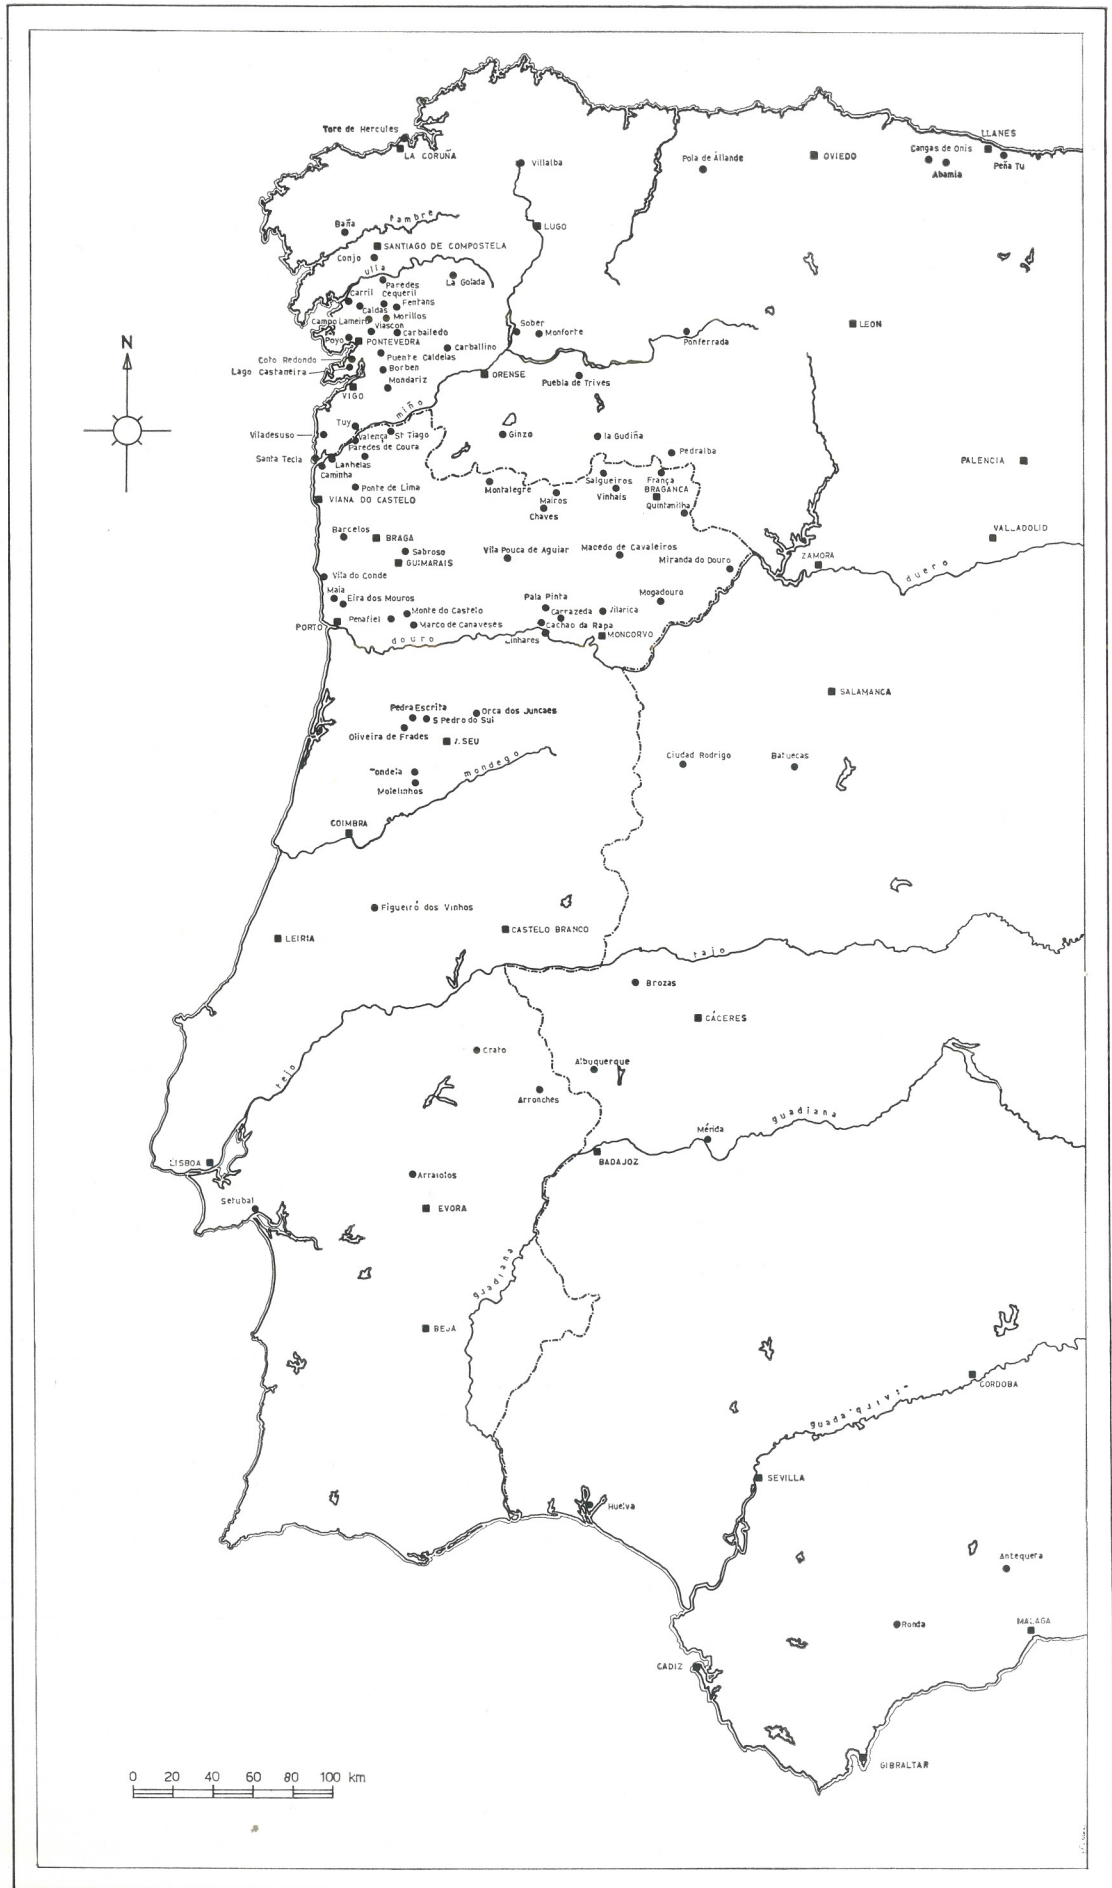 Tore de Hercules
LA CORUÑA
Villalba
Pola de Allande
OVIEDO
Cangas de Onis
LLANES
Abamia
Peña Tu
Baña
Tambre
LUGO
SANTIAGO DE COMPOSTELA
Conjo
ulla
La Golada
Paredes
Carril
Cequeril
Caldas
Fentans
Campo Lameiro
Morillos
Viascon
Poyo
Carballedo
PONTEVEDRA
Carballino
Sober
Monforte
Ponferrada
LEON
N
Coto Redondo
Puente Caldelas
Lago Castaneira
Borben
Mondariz
VIGO
ORENSE
Puebla de Trives
miño
Tuy
Viladesuso
Valença
St Tiago
Ginzo
la Gudiña
Paredes de Coura
Pedralba
Santa Tecla
Lanhelas
PALENCIA
Caminha
Ponte de Lima
VIANA DO CASTELO
Montalegre
Salgueiros
França
Mairos
Vinhais
BRAGANCA
Chaves
Quintanilha
Barcelos
BRAGA
VALLADOLID
Sabroso
Vila Pouca de Aguiar
Macedo de Cavaleiros
GUIMARAIS
Miranda do Douro
ZAMORA
duero
Vila do Conde
Maia
Eira dos Mouros
Pala Pinta
Mogadouro
Monte do Castelo
Carrazeda
Vilarica
PORTO
Penafiel
Marco de Canaveses
Cachao da Rapa
douro
Linhares
MONCORVO
SALAMANCA
Pedra Escrita
Orca dos Juncaes
S Pedro do Sul
Oliveira de Frades
V.SEU
mondego
Ciudad Rodrigo
Batuecas
Tondela
Molelinhos
COIMBRA
Figueiró dos Vinhos
CASTELO BRANCO
LEIRIA
tajo
Brozas
CÁCERES
Crato
Albuquerque
tejo
Arronches
guadiana
Mérida
LISBOA
BADAJOZ
Arraiolos
Setubal
EVORA
guadiana
BEJA
CORDOBA
SEVILLA
Huelva
Antequera
Ronda
MALAGA
CADIZ
GIBRALTAR
0 20 40 60 80 100 km